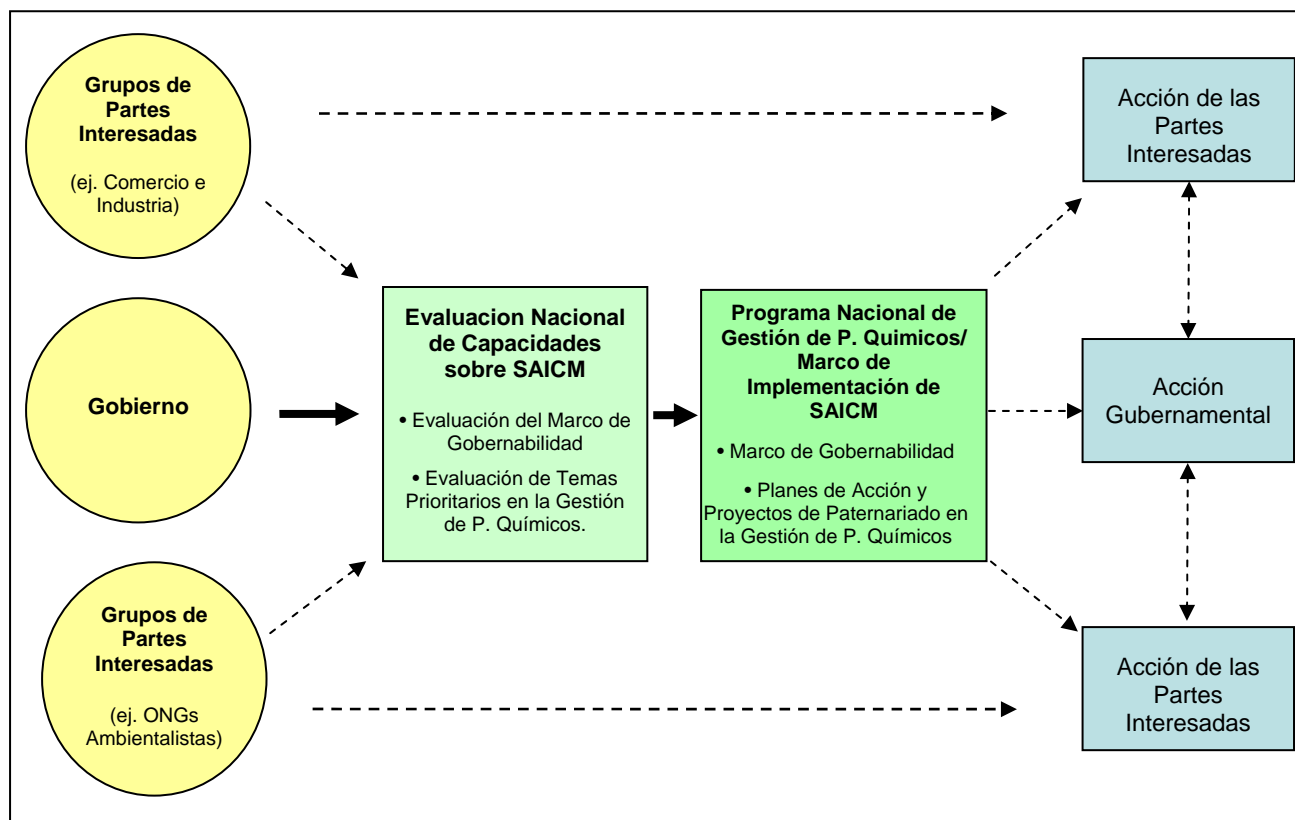 Grupos de
Partes
Interesadas
(ej. Comercio e
Industria)
Gobierno
Grupos de
Partes
Interesadas
(ej. ONGs
Ambientalistas)
Evaluacion Nacional
de Capacidades
sobre SAICM
• Evaluación del Marco de
Gobernabilidad
• Evaluación de Temas
Prioritarios en la Gestión
de P. Químicos.
Programa Nacional de
Gestión de P. Quimicos/
Marco de
Implementación de
SAICM
• Marco de Gobernabilidad
• Planes de Acción y
Proyectos de Paternariado en
la Gestión de P. Químicos
Acción de las
Partes
Interesadas
Acción
Gubernamental
Acción de las
Partes
Interesadas